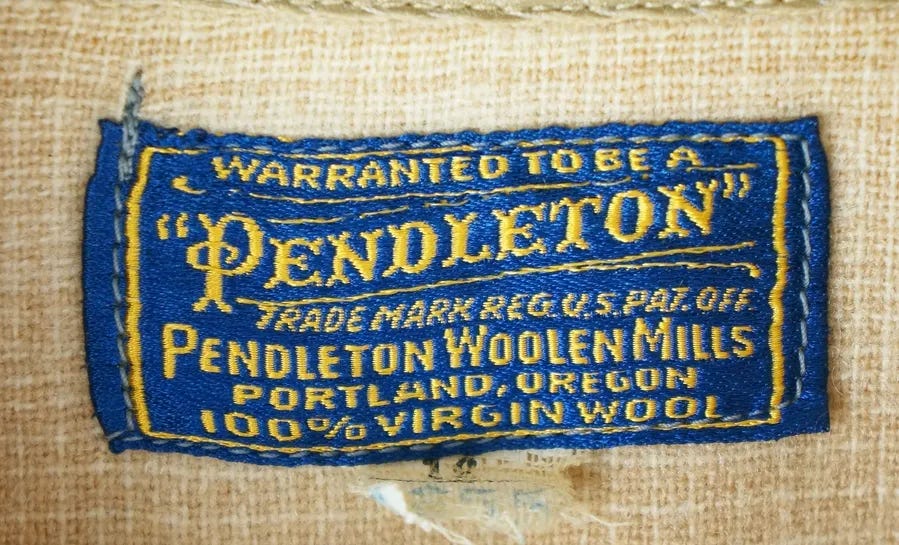 WARRANTED TO BE A
"PENDLETON"
TRADE MARK REG. U.S. PAT. OFF.
PENDLETON WOOLEN MILLS
PORTLAND, OREGON
100% VIRGIN WOOL